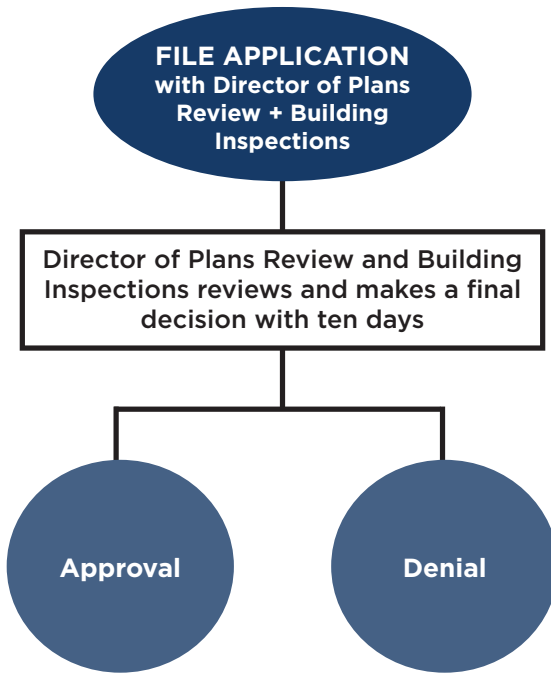 FILE APPLICATION
with Director of Plans
Review + Building
Inspections
Director of Plans Review and Building
Inspections reviews and makes a final
decision with ten days
Approval
Denial